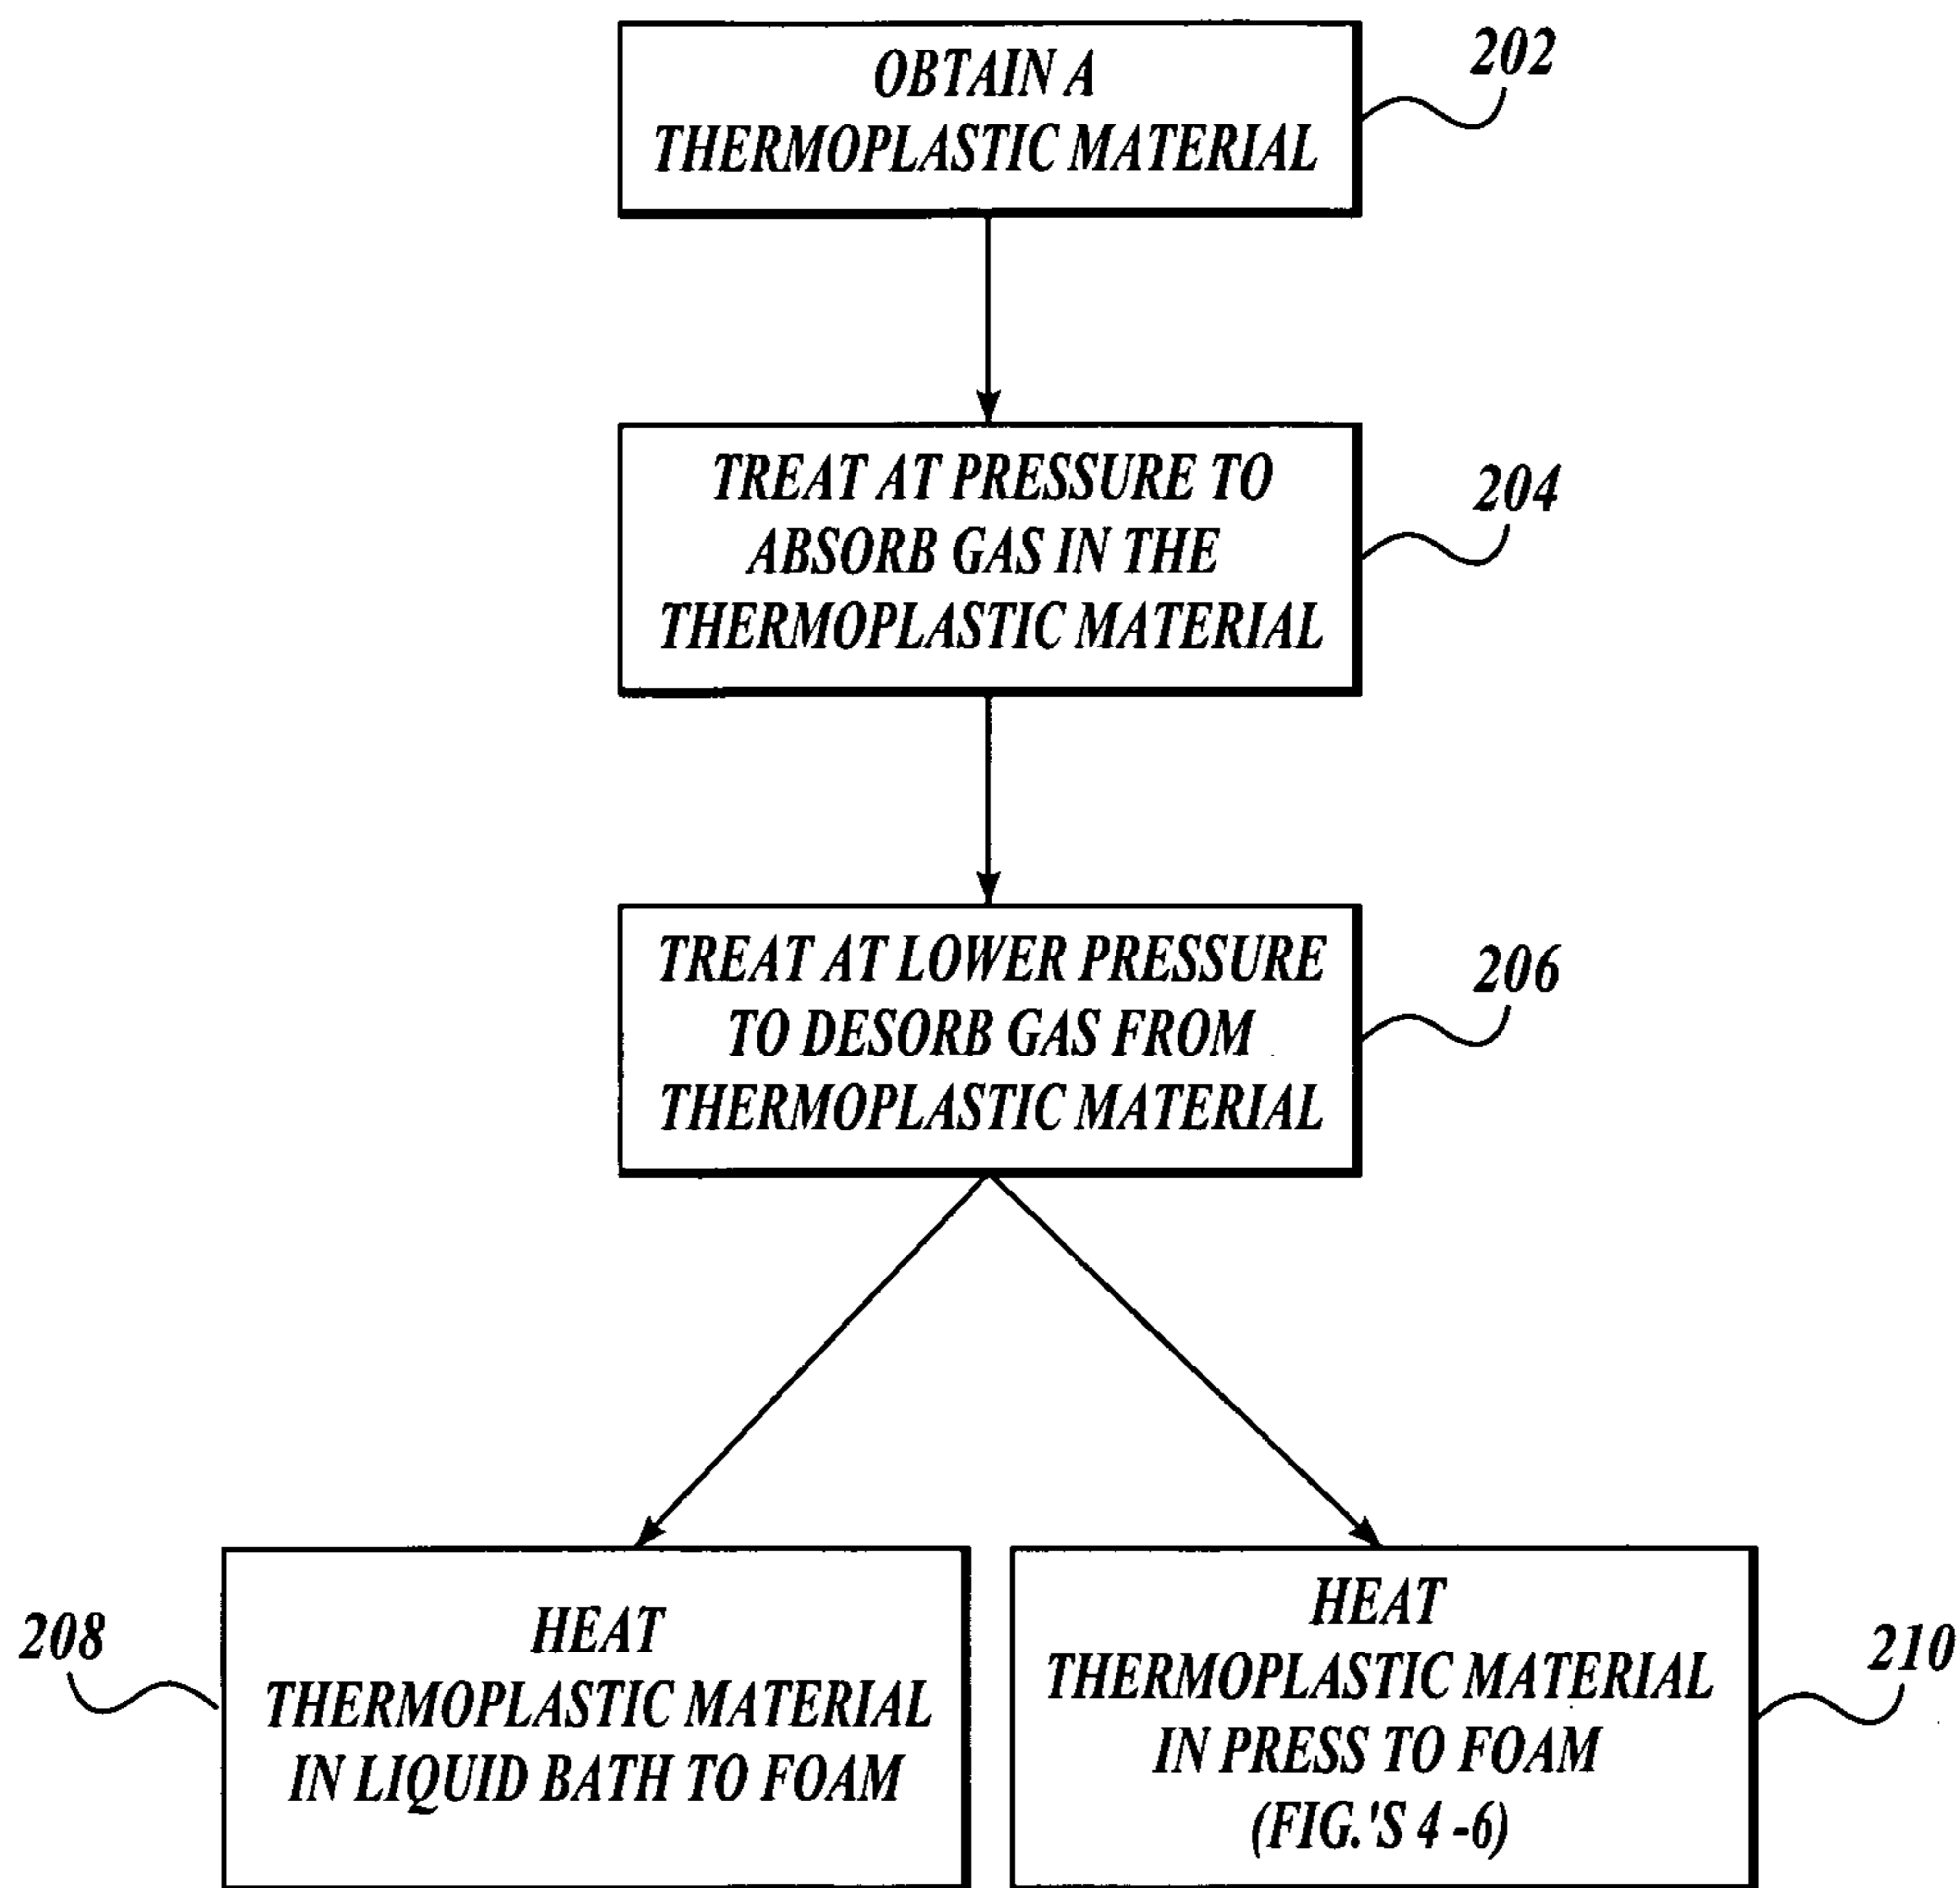 OBTAIN A
THERMOPLASTIC MATERIAL
202
TREAT AT PRESSURE TO
ABSORB GAS IN THE
THERMOPLASTIC MATERIAL
204
TREAT AT LOWER PRESSURE
TO DESORB GAS FROM
THERMOPLASTIC MATERIAL
206
208
HEAT
THERMOPLASTIC MATERIAL
IN LIQUID BATH TO FOAM
HEAT
THERMOPLASTIC MATERIAL
IN PRESS TO FOAM
(FIG.'S 4 -6)
210